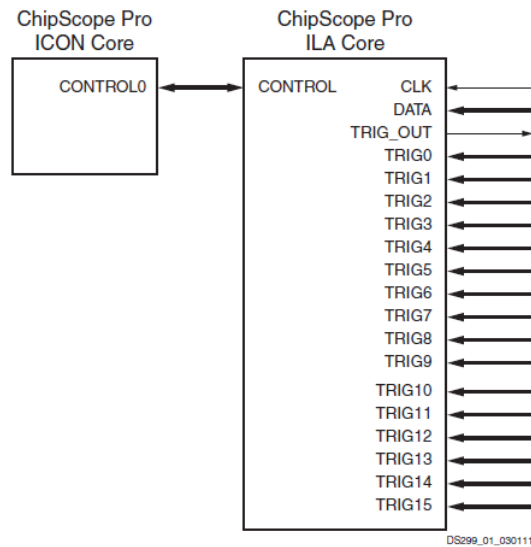 ChipScope Pro
ICON Core
ChipScope Pro
ILA Core
CONTROL0
CONTROL
CLK
DATA
TRIG_OUT
TRIG0
TRIG1
TRIG2
TRIG3
TRIG4
TRIG5
TRIG6
TRIG7
TRIG8
TRIG9
TRIG10
TRIG11
TRIG12
TRIG13
TRIG14
TRIG15
DS299_01_030111